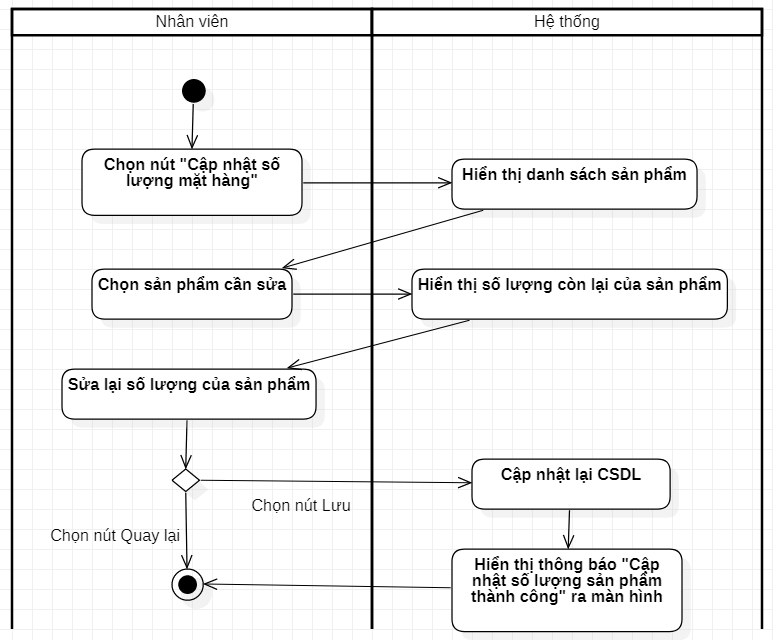 Nhân viên
Hệ thống
Chọn nút "Cập nhật số
lượng mặt hàng"
Hiển thị danh sách sản phẩm
Chọn sản phẩm cần sửa
Hiển thị số lượng còn lại của sản phẩm
Sửa lại số lượng của sản phẩm
Cập nhật lại CSDL
Chọn nút Lưu
Chọn nút Quay lại
Hiển thị thông báo "Cập
nhật số lượng sản phẩm
thành công" ra màn hình